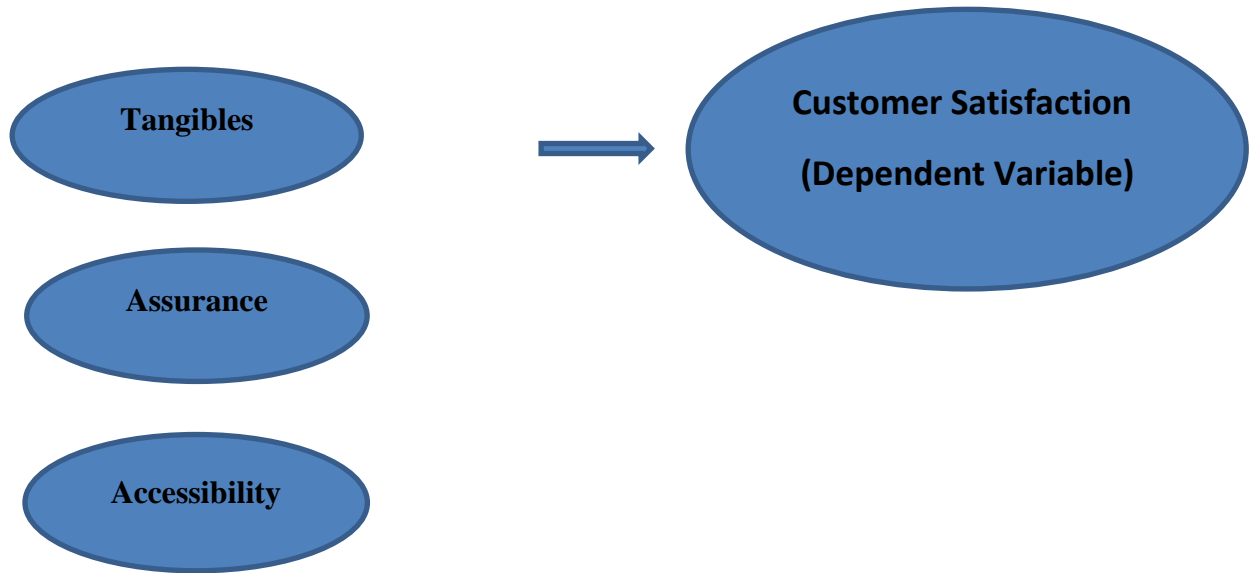 Tangibles
Customer Satisfaction
(Dependent Variable)
Assurance
Accessibility